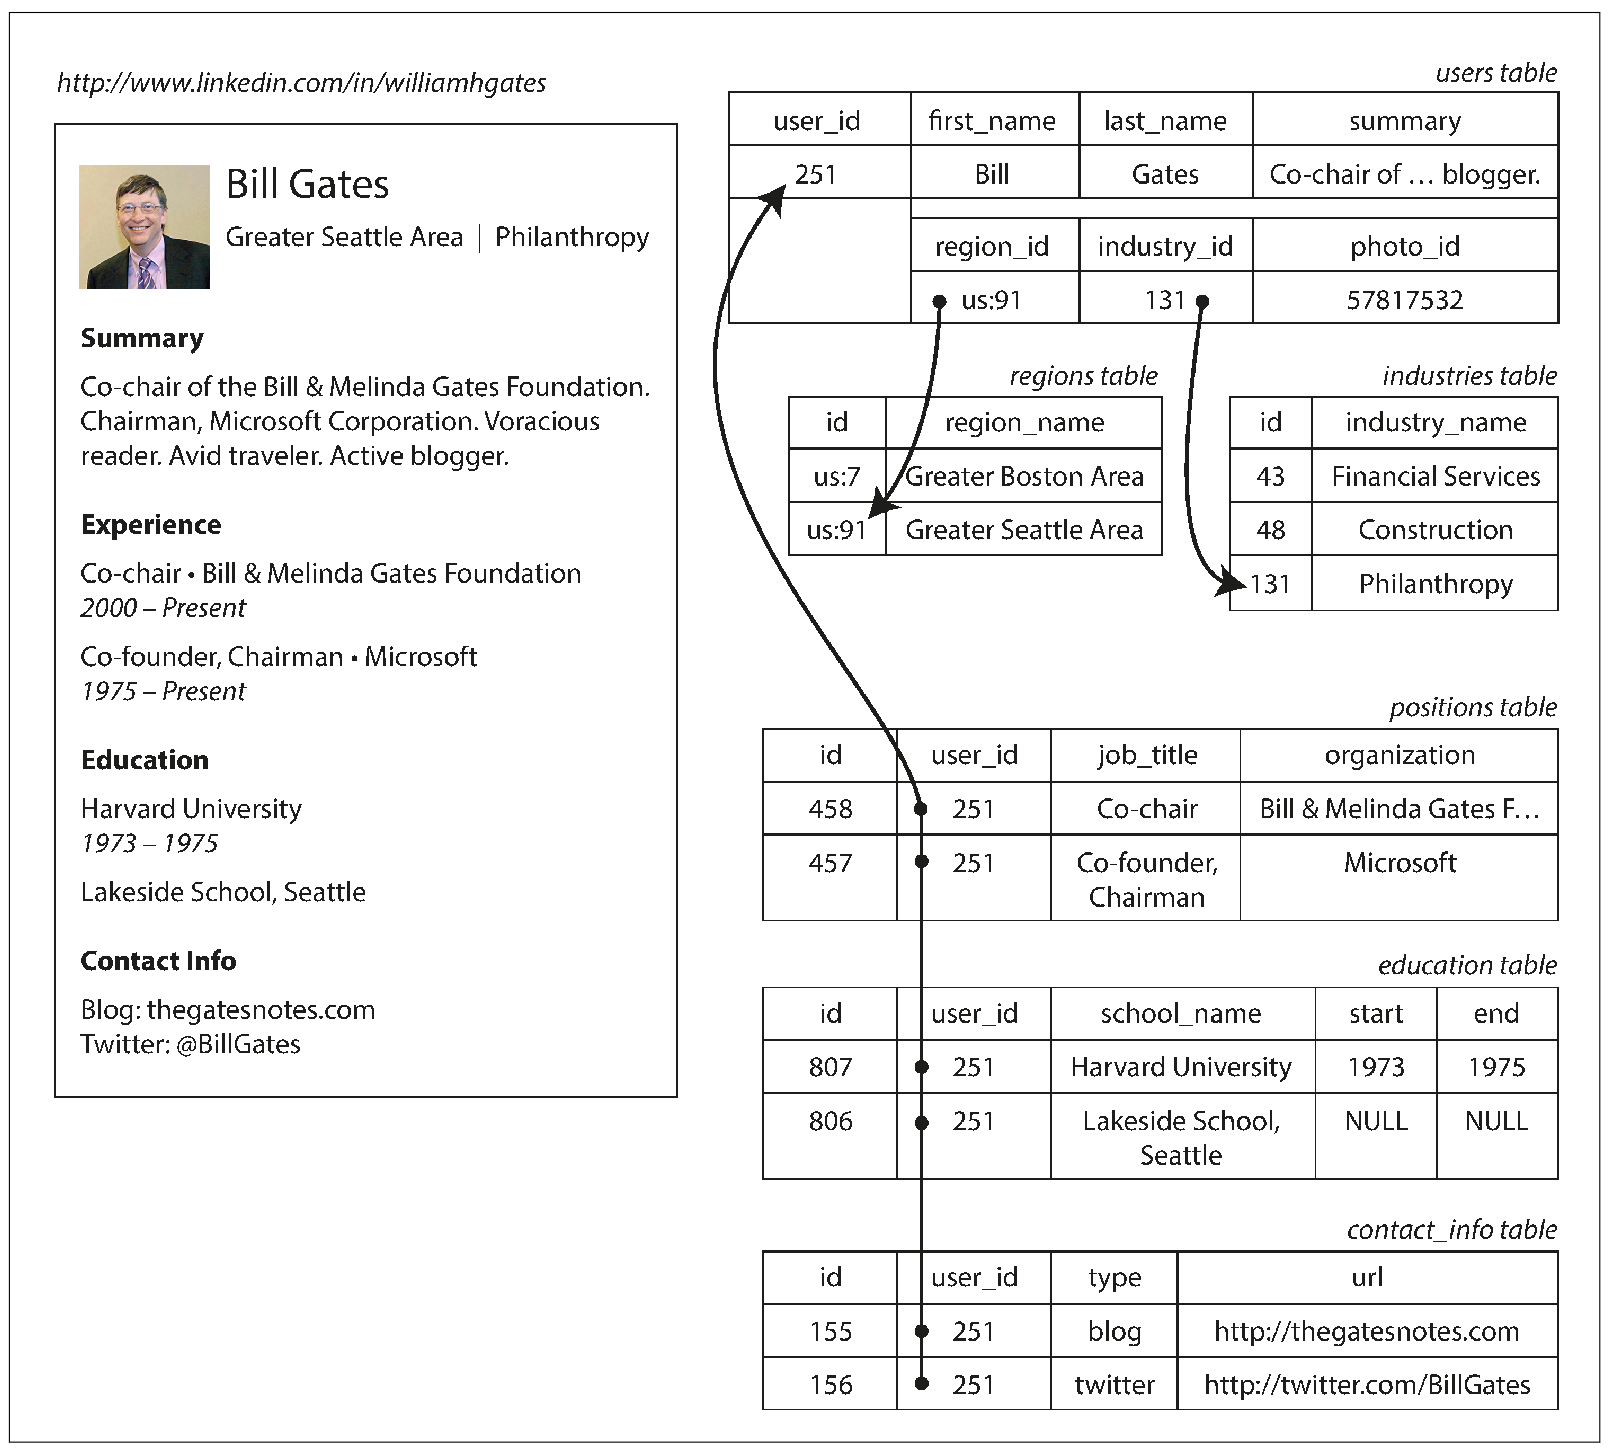 http://www.linkedin.com/in/williamhgates
Bill Gates
Greater Seattle Area | Philanthropy
Summary
Co-chair of the Bill & Melinda Gates Foundation.
Chairman, Microsoft Corporation. Voracious
reader. Avid traveler. Active blogger.
Experience
Co-chair • Bill & Melinda Gates Foundation
2000 – Present
Co-founder, Chairman • Microsoft
1975 – Present
Education
Harvard University
1973 – 1975
Lakeside School, Seattle
Contact Info
Blog: thegatesnotes.com
Twitter: @BillGates
users table
user_id first_name last_name summary
251 Bill Gates Co-chair of … blogger.
region_id industry_id photo_id
us:91 131 57817532
regions table
id region_name
us:7 Greater Boston Area
us:91 Greater Seattle Area
industries table
id industry_name
43 Financial Services
48 Construction
131 Philanthropy
positions table
id user_id job_title organization
458 251 Co-chair Bill & Melinda Gates F…
457 251 Co-founder, Microsoft
Chairman
education table
id user_id school_name start end
807 251 Harvard University 1973 1975
806 251 Lakeside School, NULL NULL
Seattle
contact_info table
id user_id type url
155 251 blog http://thegatesnotes.com
156 251 twitter http://twitter.com/BillGates